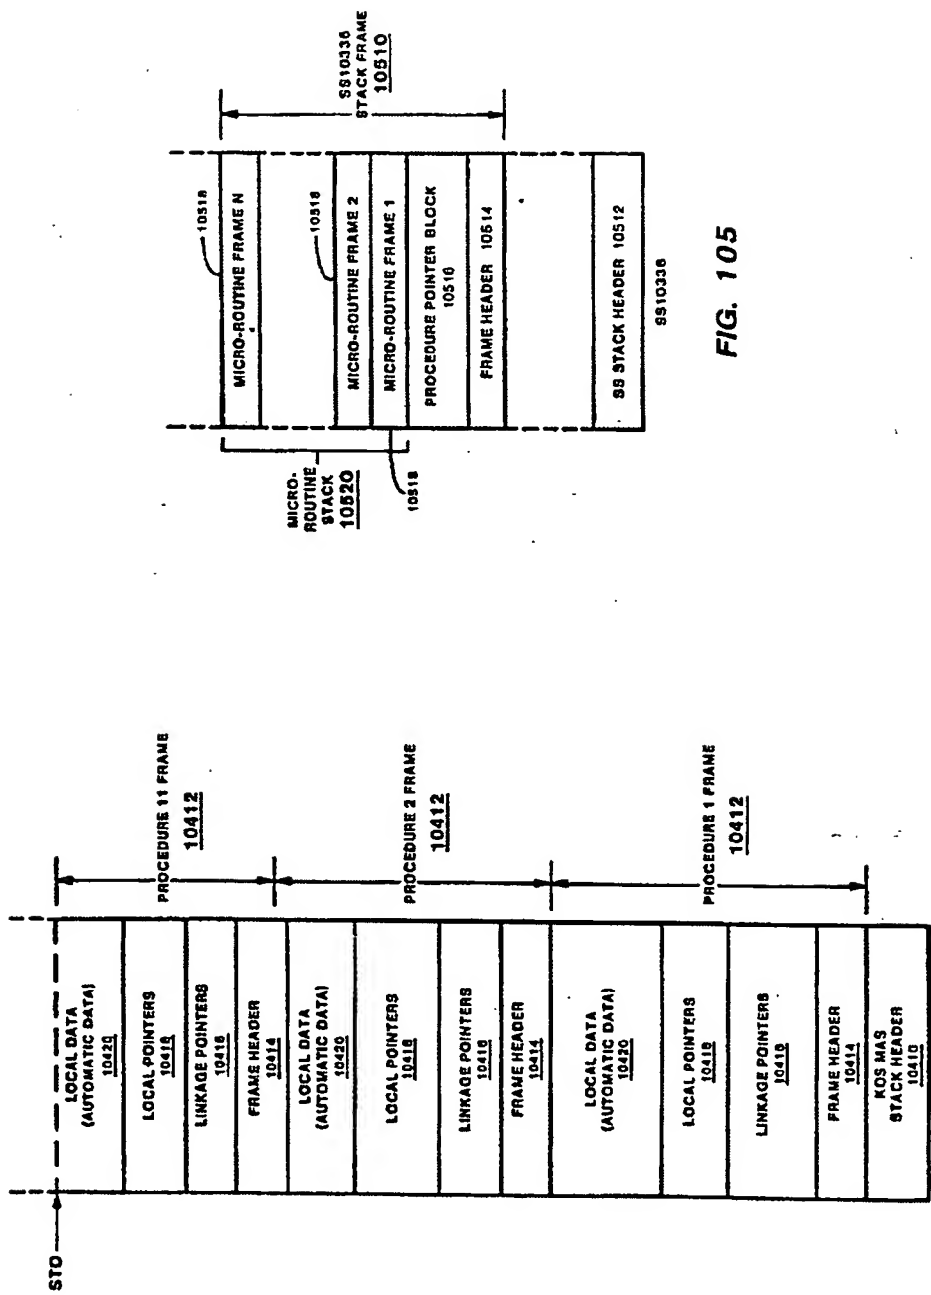 STO
LOCAL DATA
(AUTOMATIC DATA)
10420
LOCAL POINTERS
10418
LINKAGE POINTERS
10416
FRAME HEADER
10414
PROCEDURE 11 FRAME
10412
LOCAL DATA
(AUTOMATIC DATA)
10420
LOCAL POINTERS
10418
LINKAGE POINTERS
10416
FRAME HEADER
10414
PROCEDURE 2 FRAME
10412
LOCAL DATA
(AUTOMATIC DATA)
10420
LOCAL POINTERS
10418
LINKAGE POINTERS
10416
FRAME HEADER
10414
PROCEDURE 1 FRAME
10412
KOS MAS
STACK HEADER
10410
10518
MICRO-ROUTINE FRAME N
10518
MICRO-ROUTINE FRAME 2
MICRO-ROUTINE FRAME 1
10518
MICRO-
ROUTINE
STACK
10520
PROCEDURE POINTER BLOCK
10516
FRAME HEADER 10514
SS10336
STACK FRAME
10510
SS STACK HEADER 10512
SS10336
FIG. 105